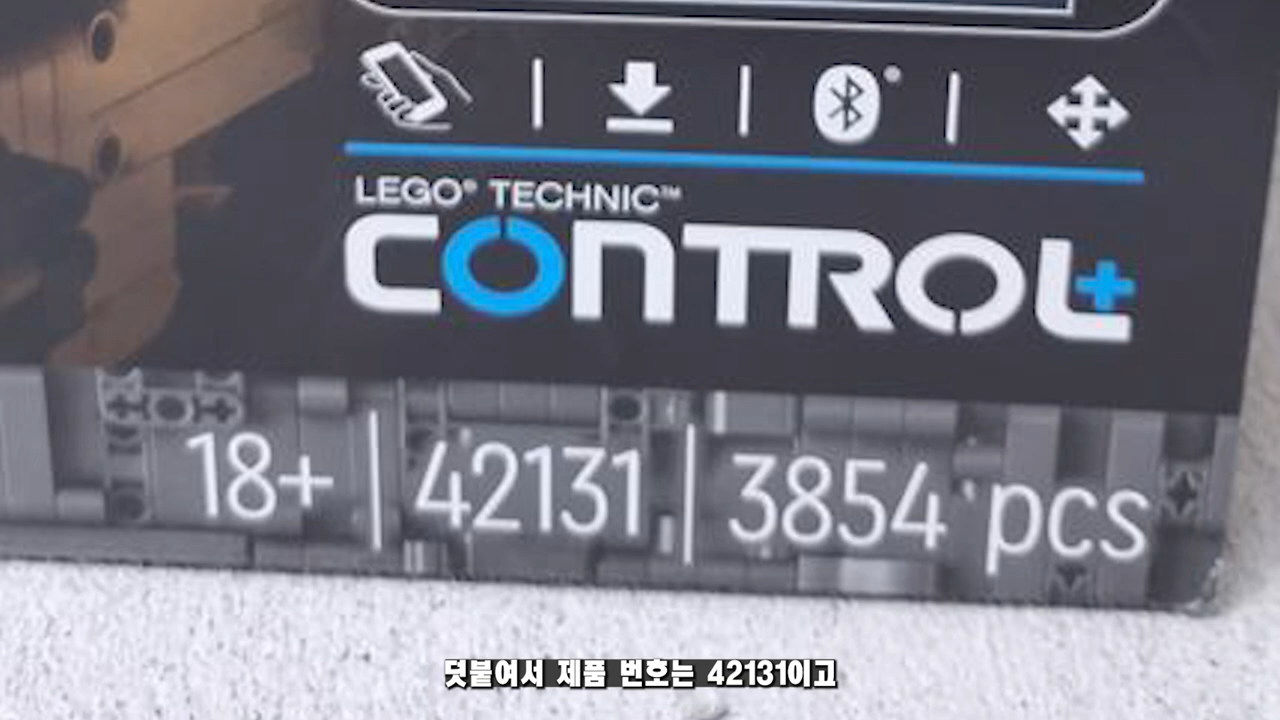 LEGO® TECHNIC™
CONTROL+
18+ | 42131 | 3854 pcs
덧붙여서 제품 번호는 42131이고